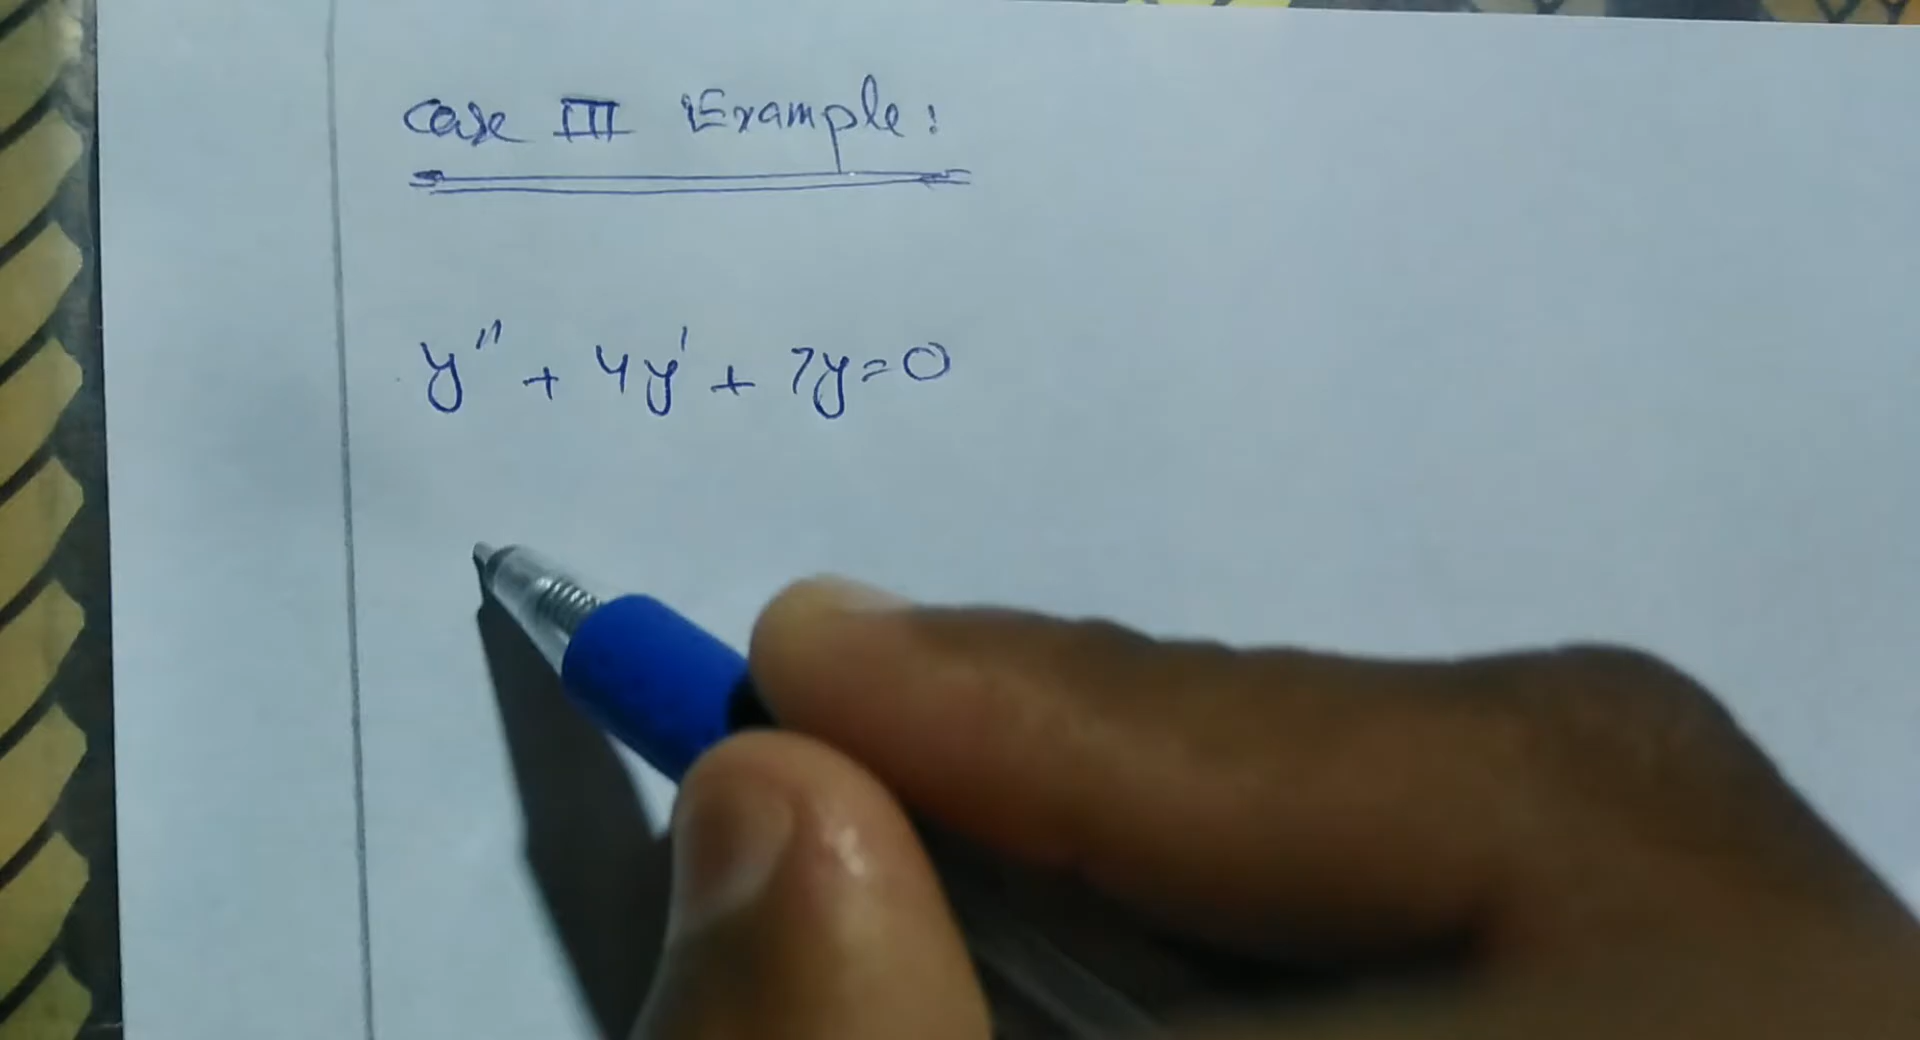 Case III Example:
y'' + 4y' + 7y = 0